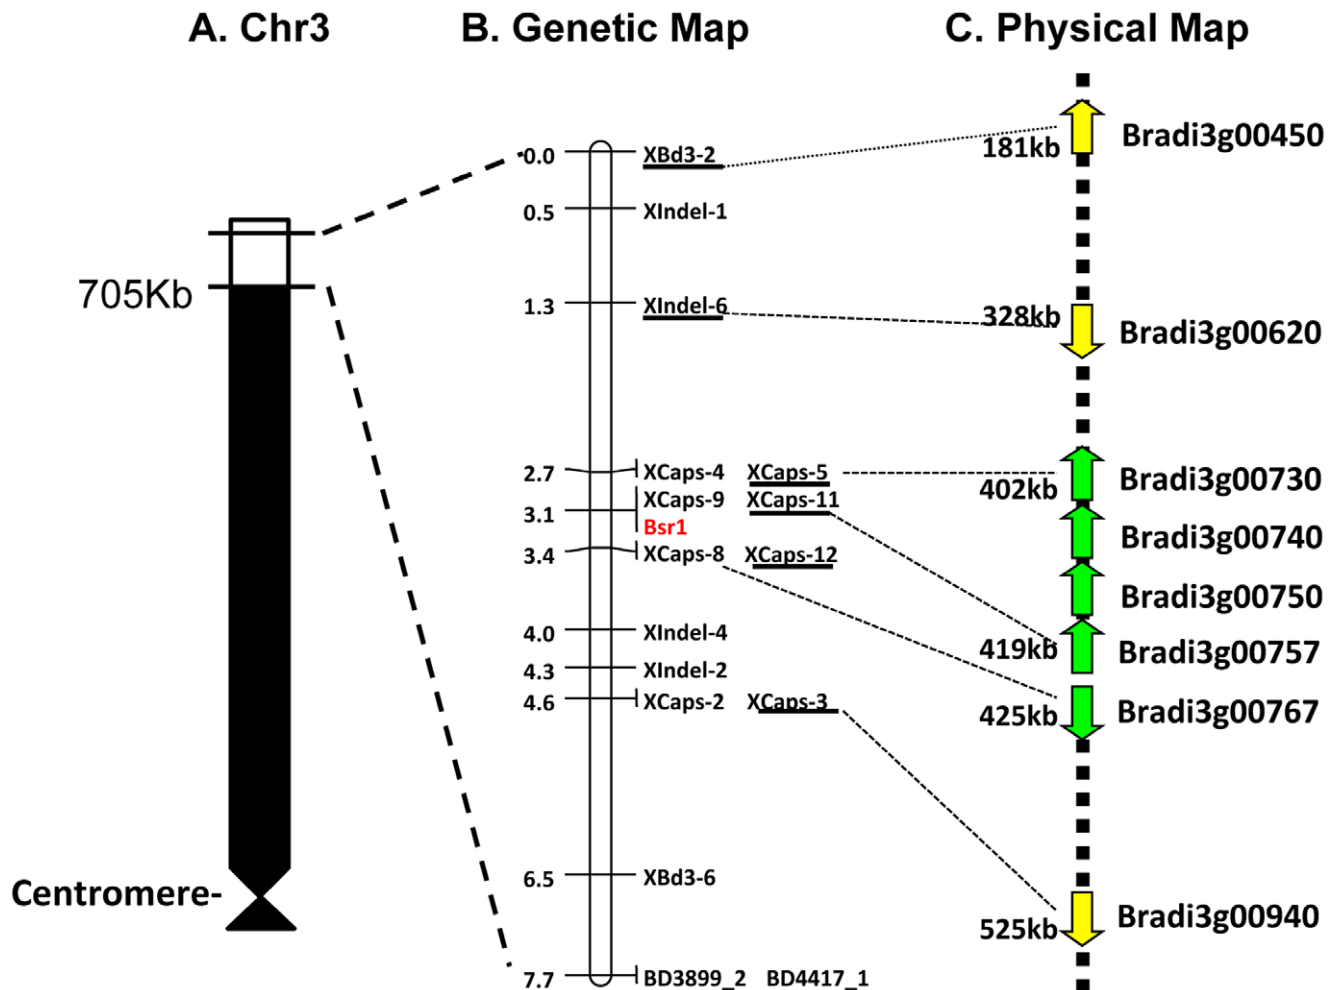 A. Chr3
B. Genetic Map
C. Physical Map
705Kb
Centromere-
0.0 XBd3-2
0.5 XIndel-1
1.3 XIndel-6
2.7 XCaps-4 XCaps-5
XCaps-9 XCaps-11
3.1
Bsr1
3.4 XCaps-8 XCaps-12
4.0 XIndel-4
4.3 XIndel-2
4.6 XCaps-2 XCaps-3
6.5 XBd3-6
7.7 BD3899_2 BD4417_1
181kb Bradi3g00450
328kb Bradi3g00620
402kb Bradi3g00730
Bradi3g00740
Bradi3g00750
419kb Bradi3g00757
425kb Bradi3g00767
525kb Bradi3g00940